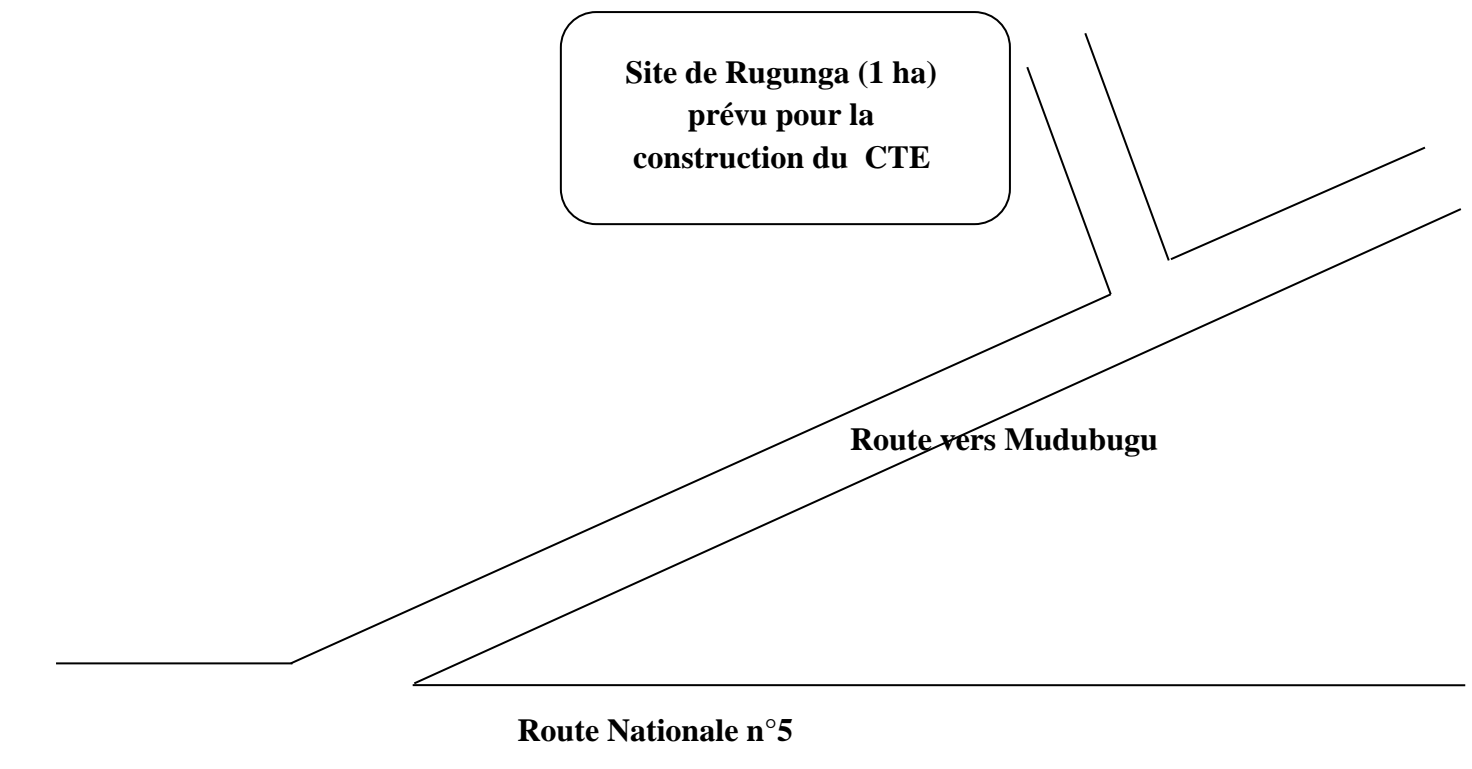 Site de Rugunga (1 ha)
prévu pour la
construction du CTE
Route vers Mudubugu
Route Nationale n°5